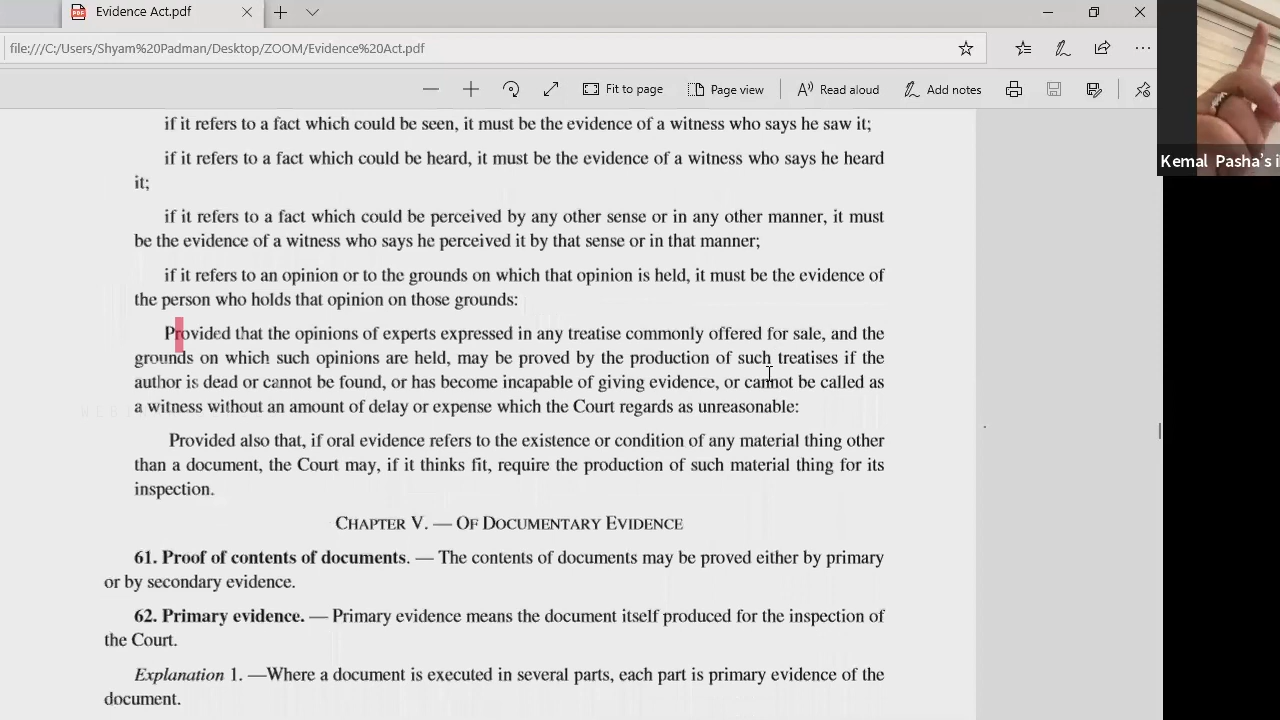 Evidence Act.pdf
file:///C:/Users/Shyam%20Padman/Desktop/ZOOM/Evidence%20Act.pdf
Fit to page
Page view
Read aloud
Add notes
Kemal Pasha's i
if it refers to a fact which could be seen, it must be the evidence of a witness who says he saw it;
if it refers to a fact which could be heard, it must be the evidence of a witness who says he heard
it;
if it refers to a fact which could be perceived by any other sense or in any other manner, it must
be the evidence of a witness who says he perceived it by that sense or in that manner;
if it refers to an opinion or to the grounds on which that opinion is held, it must be the evidence of
the person who holds that opinion on those grounds:
Provided that the opinions of experts expressed in any treatise commonly offered for sale, and the
grounds on which such opinions are held, may be proved by the production of such treatises if the
author is dead or cannot be found, or has become incapable of giving evidence, or cannot be called as
a witness without an amount of delay or expense which the Court regards as unreasonable:
Provided also that, if oral evidence refers to the existence or condition of any material thing other
than a document, the Court may, if it thinks fit, require the production of such material thing for its
inspection.
CHAPTER V. — OF DOCUMENTARY EVIDENCE
61. Proof of contents of documents. — The contents of documents may be proved either by primary
or by secondary evidence.
62. Primary evidence. — Primary evidence means the document itself produced for the inspection of
the Court.
Explanation 1. —Where a document is executed in several parts, each part is primary evidence of the
document.